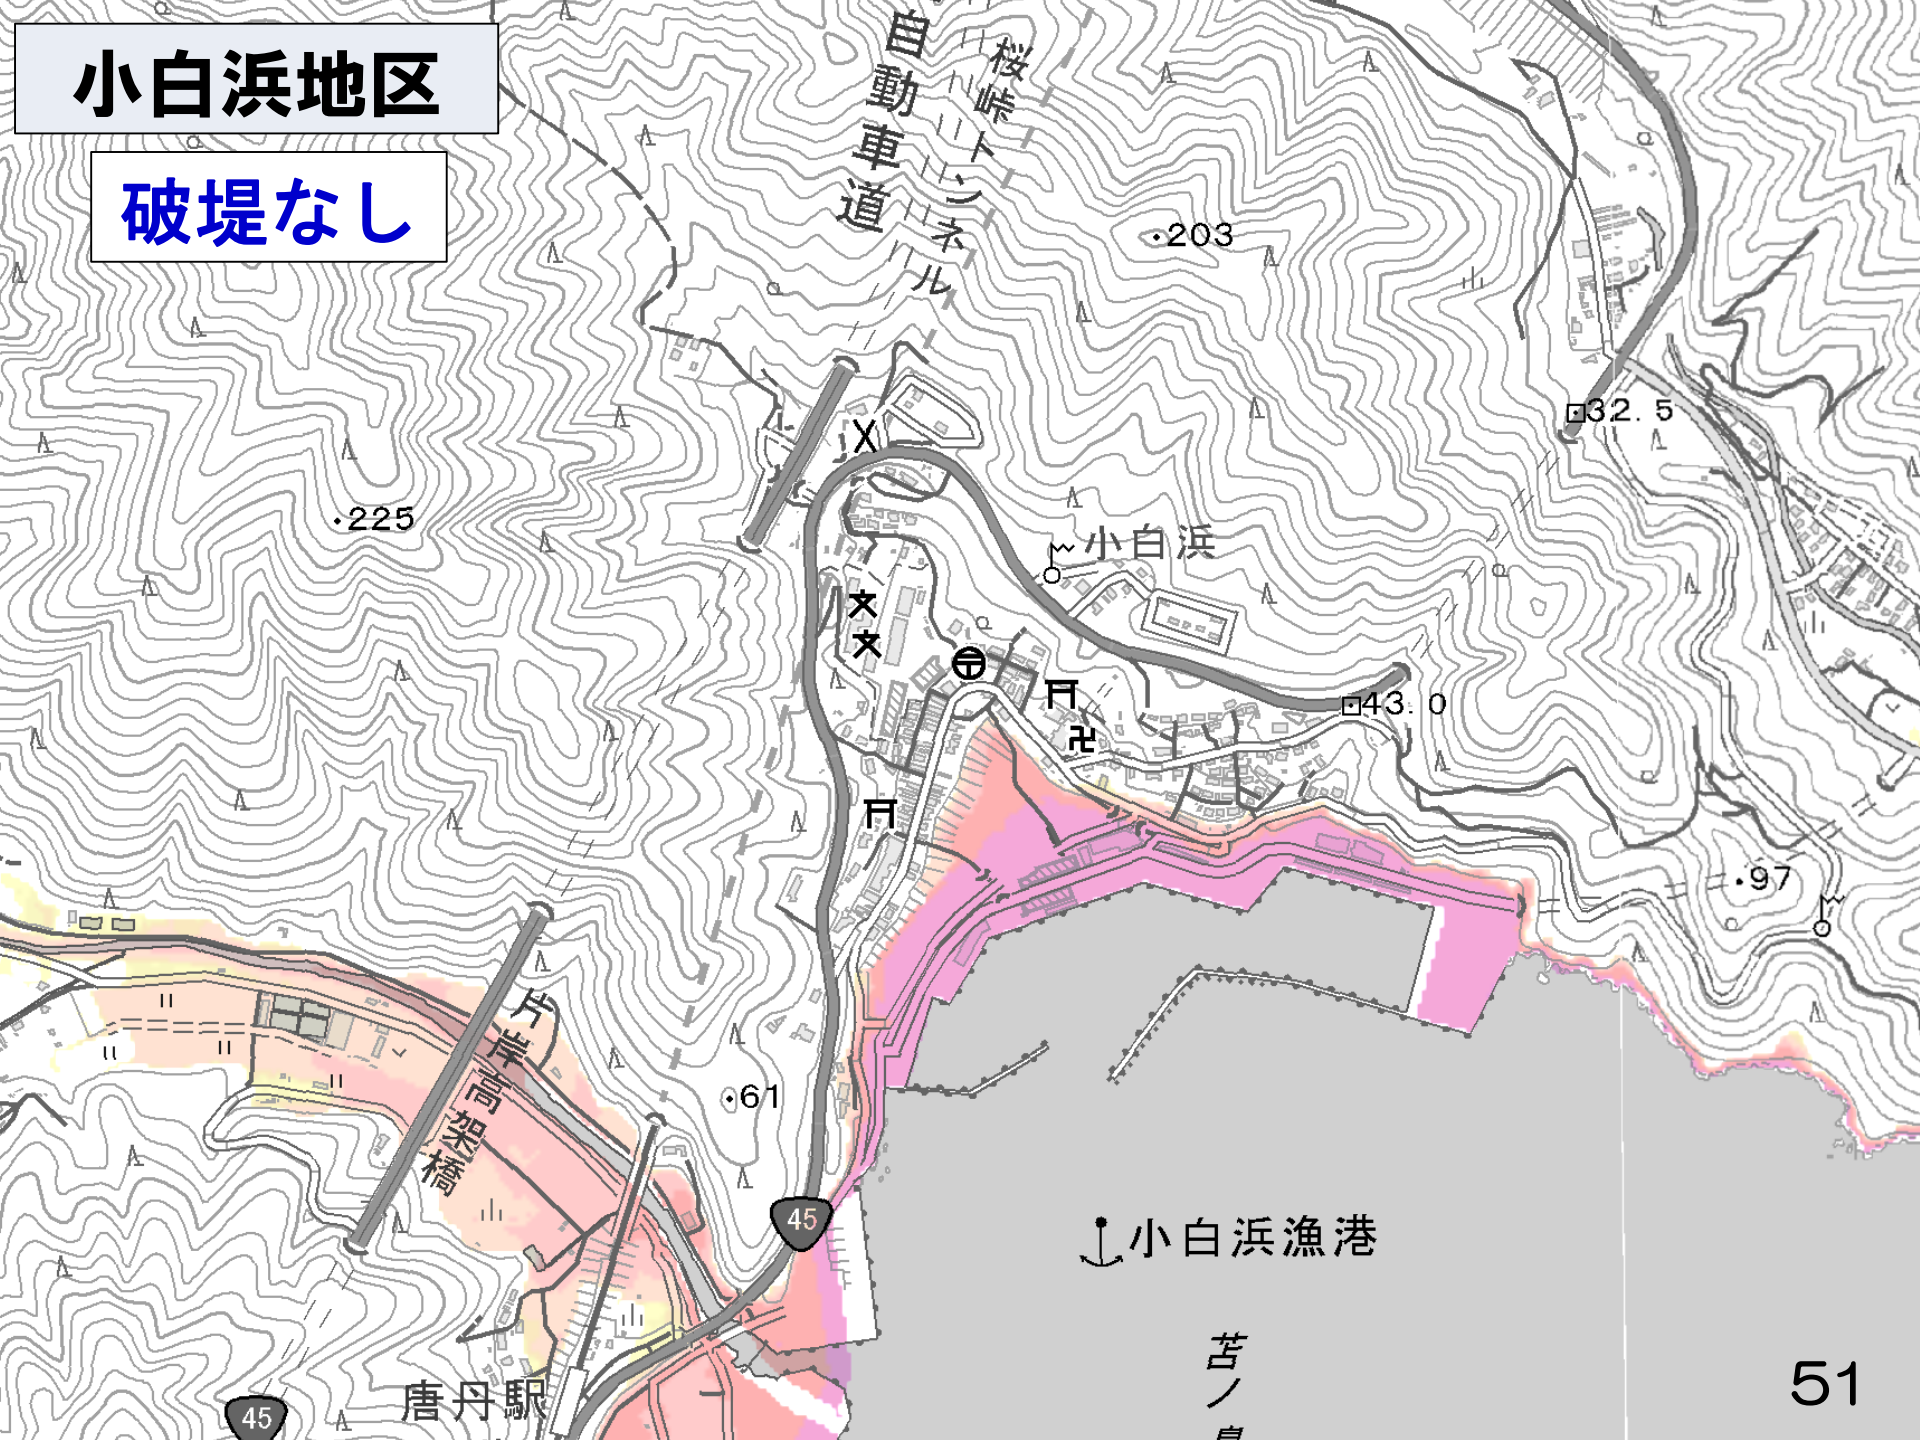 小白浜地区
破堤なし
自動車道
桜峠トンネル
203
32.5
225
小白浜
43.0
97
片岸高架橋
61
45
小白浜漁港
苫ノ
51
唐丹駅
45